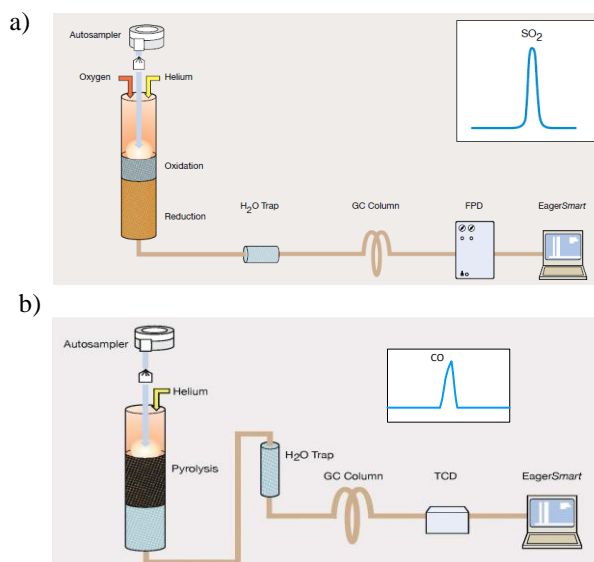 a)
Autosampler
SO2
Oxygen
Helium
Oxidation
Reduction
H2O Trap
GC Column
FPD
EagerSmart
b)
Autosampler
CO
Helium
Pyrolysis
H2O Trap
GC Column
TCD
EagerSmart